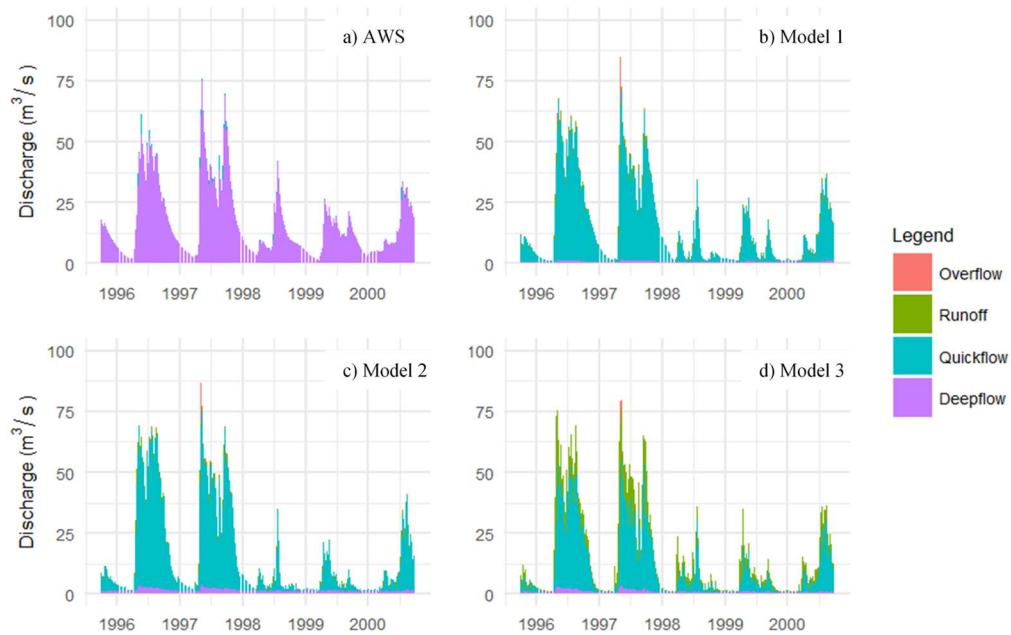 a) AWS
100
75
50
25
0
Discharge (m³/ s )
1996 1997 1998 1999 2000
b) Model 1
100
75
50
25
0
1996 1997 1998 1999 2000
c) Model 2
100
75
50
25
0
Discharge (m³/ s )
1996 1997 1998 1999 2000
d) Model 3
100
75
50
25
0
1996 1997 1998 1999 2000
Legend
Overflow
Runoff
Quickflow
Deepflow